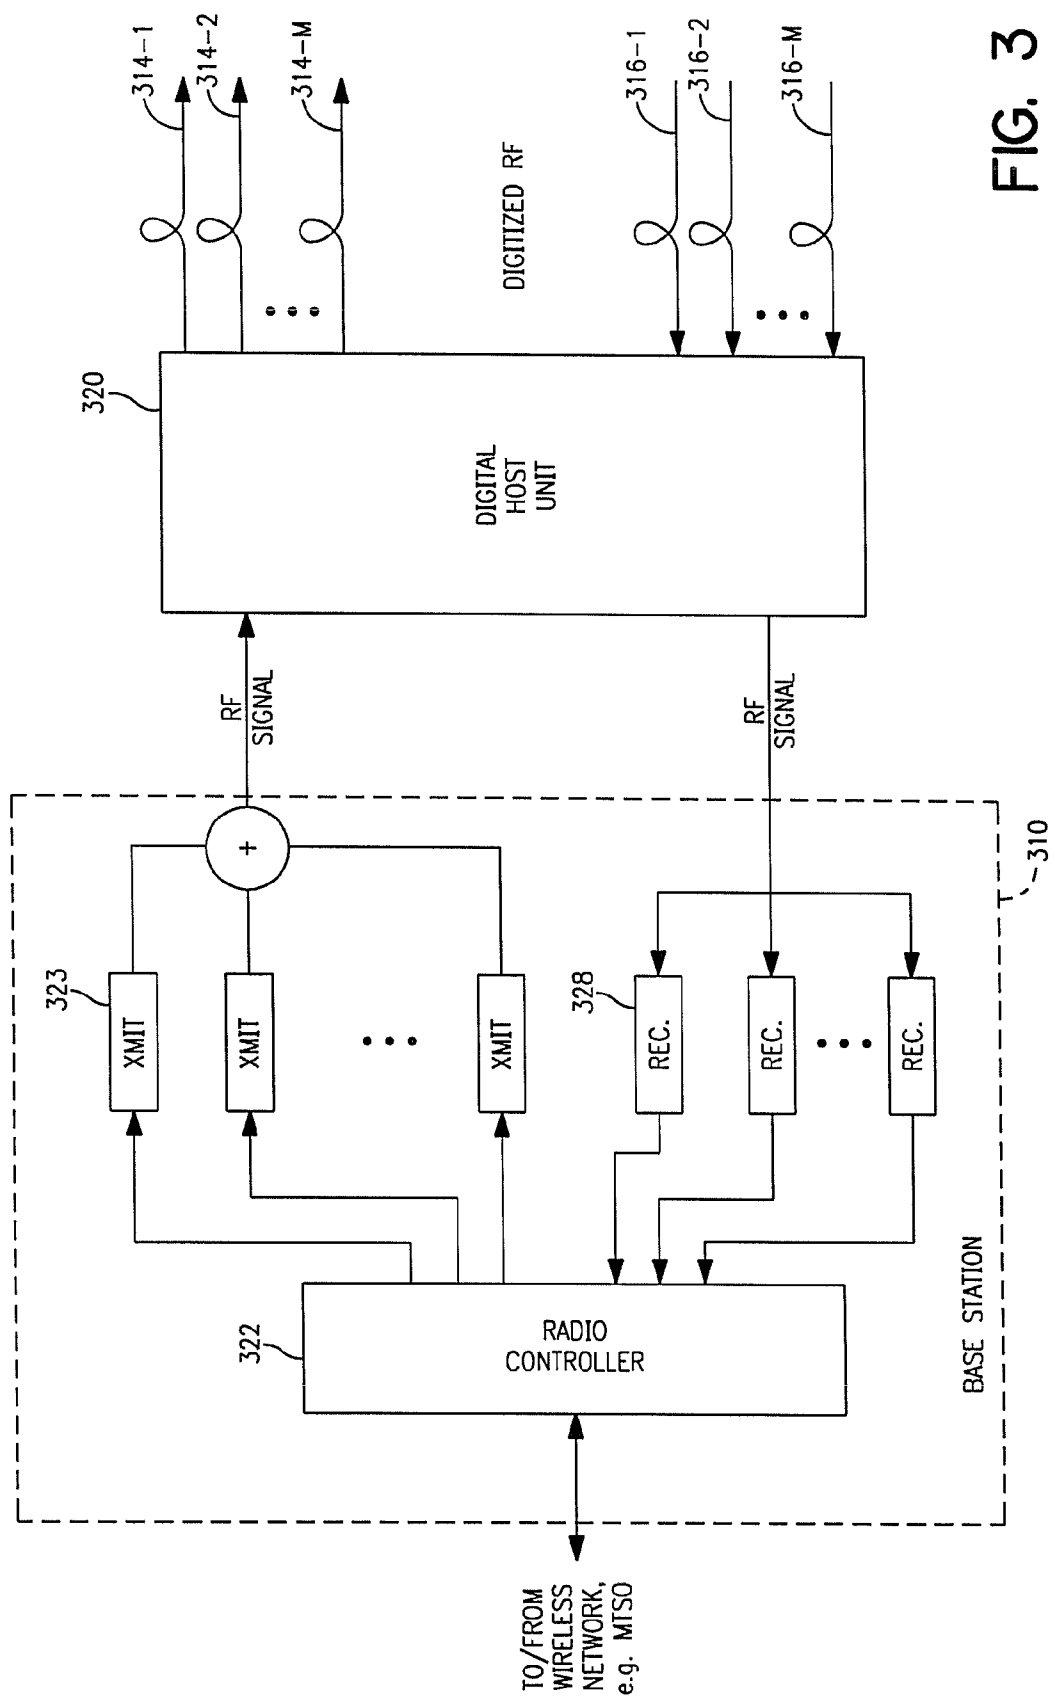 314-1
314-2
314-M
DIGITIZED RF
316-1
316-2
316-M
FIG. 3
320
DIGITAL
HOST
UNIT
RF
SIGNAL
RF
SIGNAL
+
310
323
XMIT
XMIT
XMIT
328
REC.
REC.
REC.
322
RADIO
CONTROLLER
BASE STATION
TO/FROM
WIRELESS
NETWORK,
e.g. MTSO